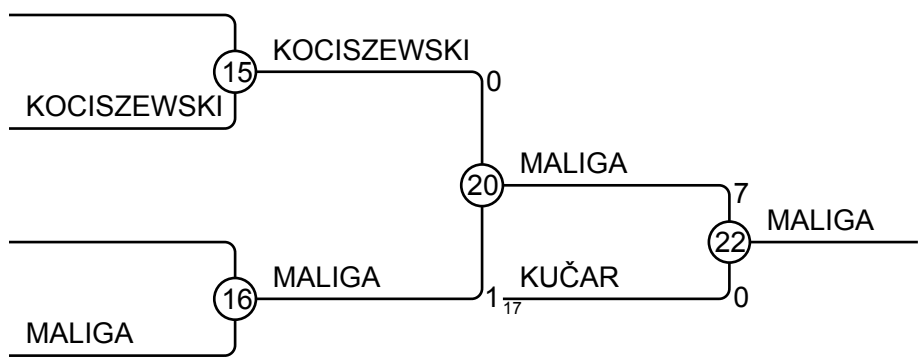 KOCISZEWSKI
15
0
KOCISZEWSKI
MALIGA
20
7
MALIGA
22
MALIGA
KUČAR
16
1
17
0
MALIGA